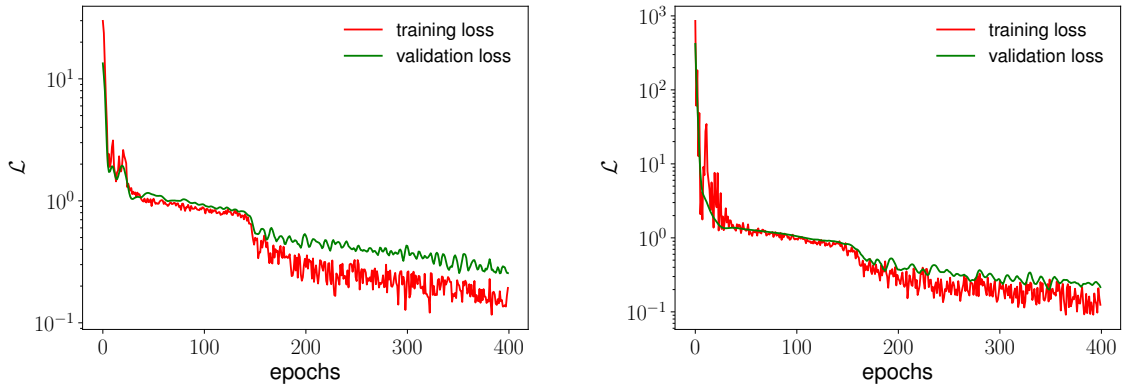 training loss
validation loss
10^1
10^0
10^{-1}
ℒ
0 100 200 300 400
epochs
training loss
validation loss
10^3
10^2
10^1
10^0
10^{-1}
ℒ
0 100 200 300 400
epochs